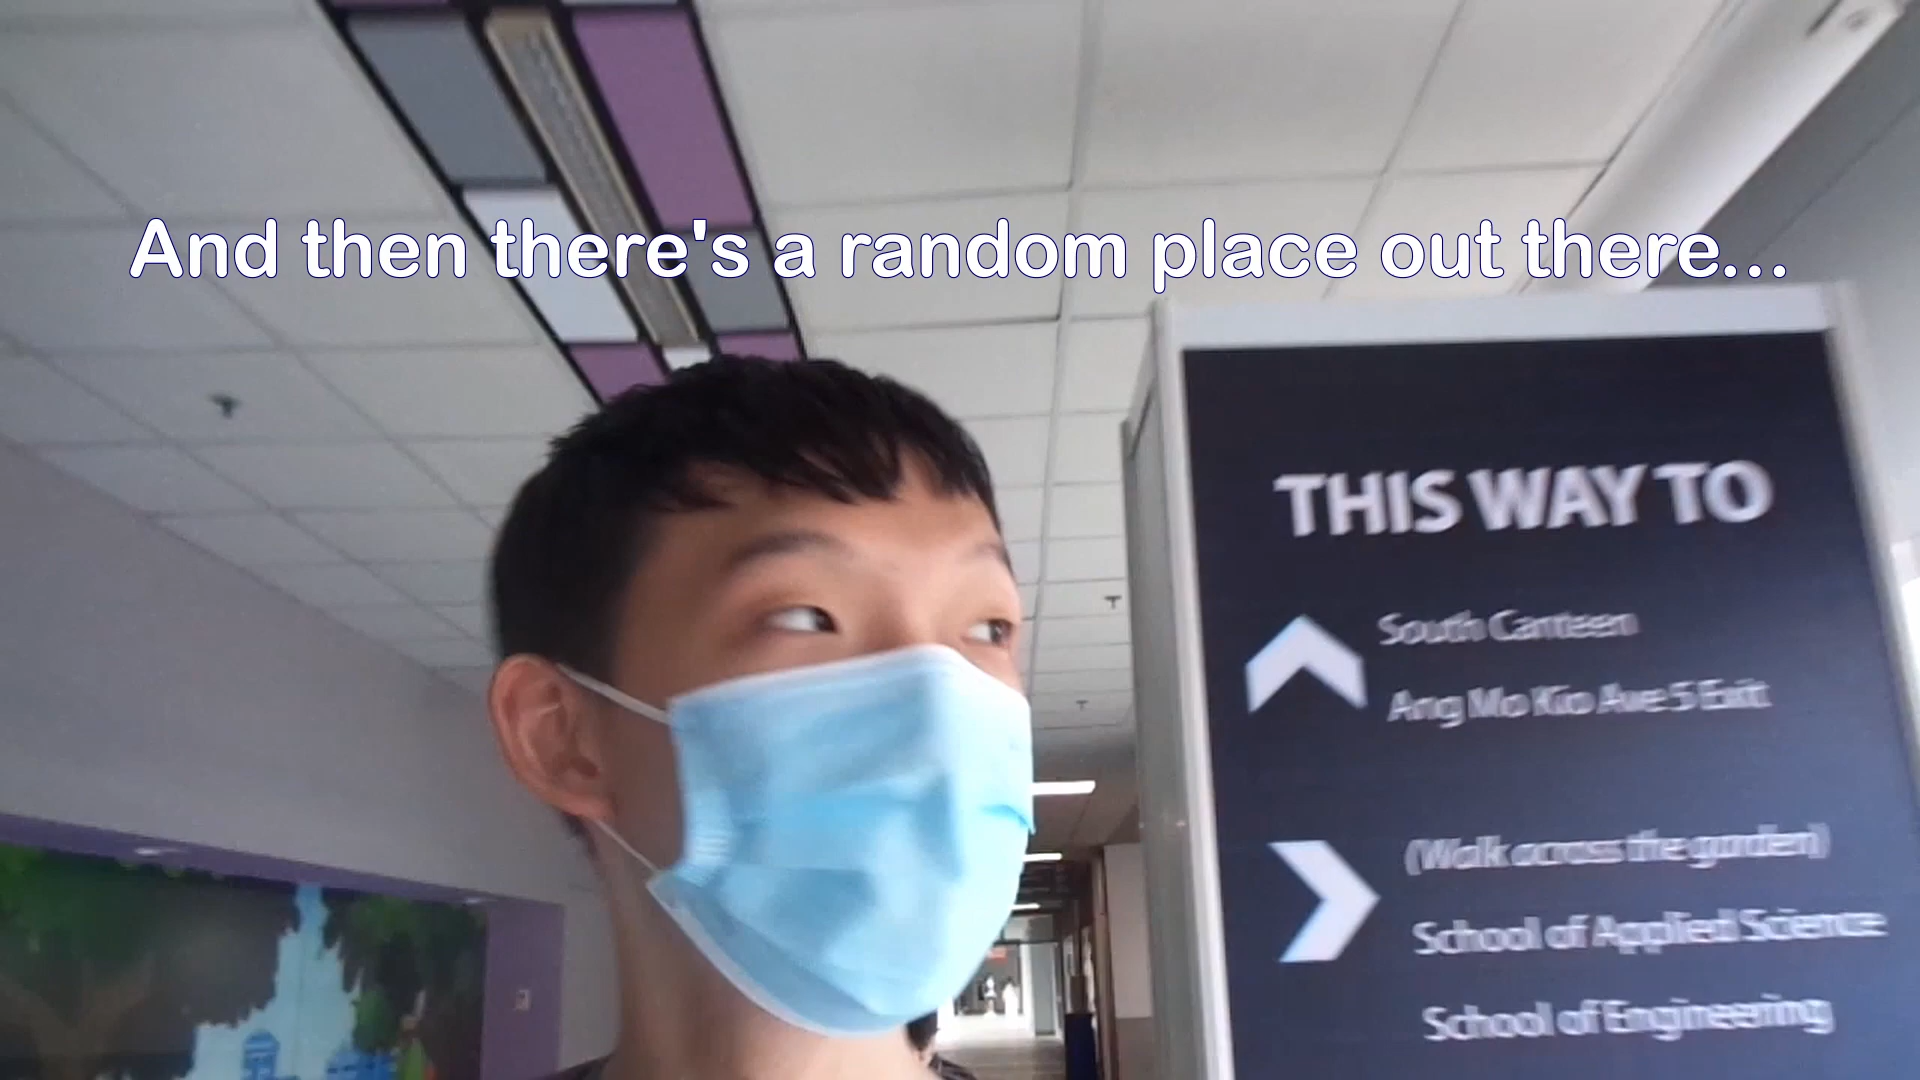 And then there's a random place out there...
THIS WAY TO
South Canteen
Ang Mo Kio Ave 5 Exit
(Walk across the garden)
School of Applied Science
School of Engineering